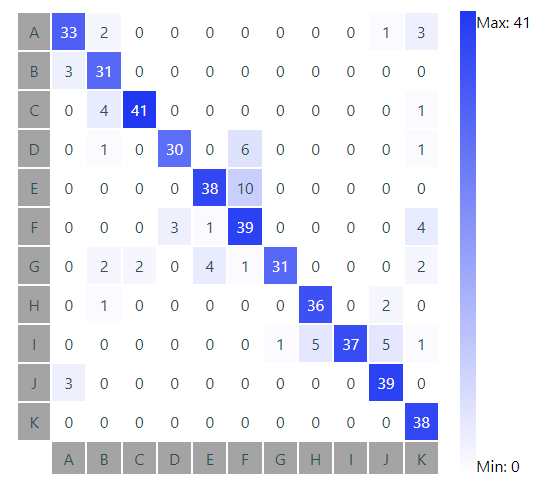 A 33 2 0 0 0 0 0 0 0 1 3
B 3 31 0 0 0 0 0 0 0 0 0
C 0 4 41 0 0 0 0 0 0 0 1
D 0 1 0 30 0 6 0 0 0 0 1
E 0 0 0 0 38 10 0 0 0 0 0
F 0 0 0 3 1 39 0 0 0 0 4
G 0 2 2 0 4 1 31 0 0 0 2
H 0 1 0 0 0 0 0 36 0 2 0
I 0 0 0 0 0 0 1 5 37 5 1
J 3 0 0 0 0 0 0 0 0 39 0
K 0 0 0 0 0 0 0 0 0 0 38
A B C D E F G H I J K
Max: 41
Min: 0